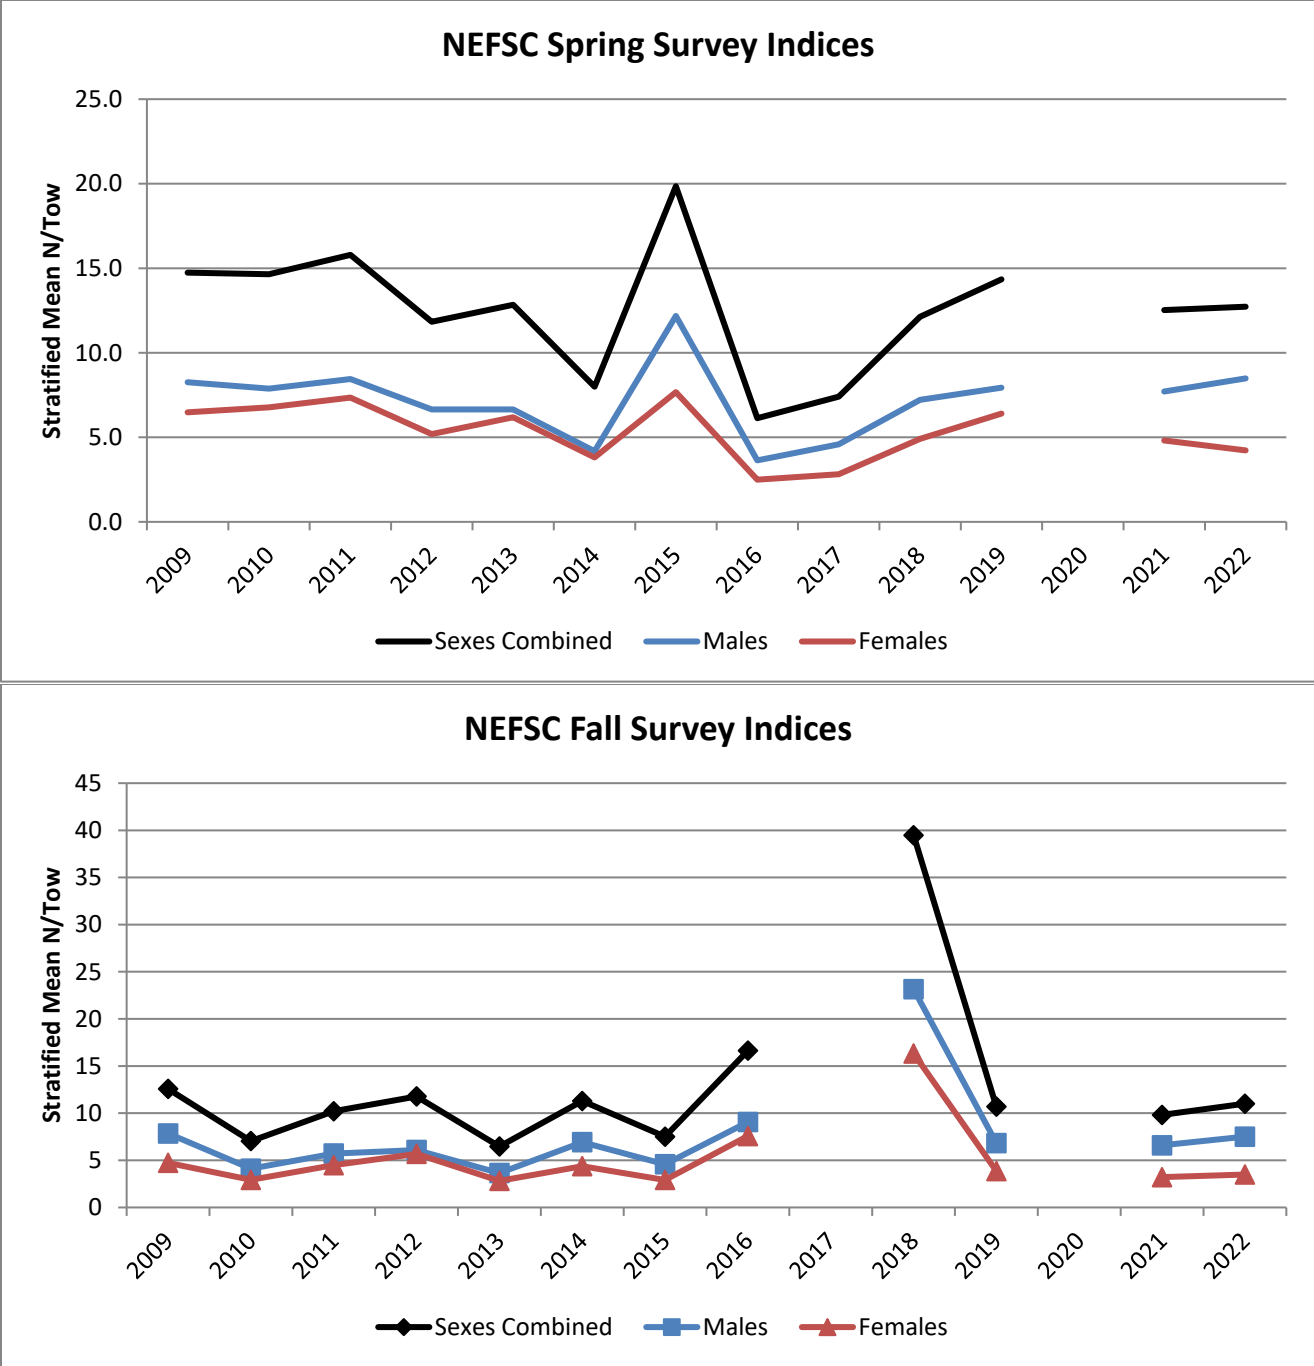 NEFSC Spring Survey Indices
Stratified Mean N/Tow
25.0
20.0
15.0
10.0
5.0
0.0
2009 2010 2011 2012 2013 2014 2015 2016 2017 2018 2019 2020 2021 2022
Sexes Combined Males Females
NEFSC Fall Survey Indices
Stratified Mean N/Tow
45
40
35
30
25
20
15
10
5
0
2009 2010 2011 2012 2013 2014 2015 2016 2017 2018 2019 2020 2021 2022
Sexes Combined Males Females